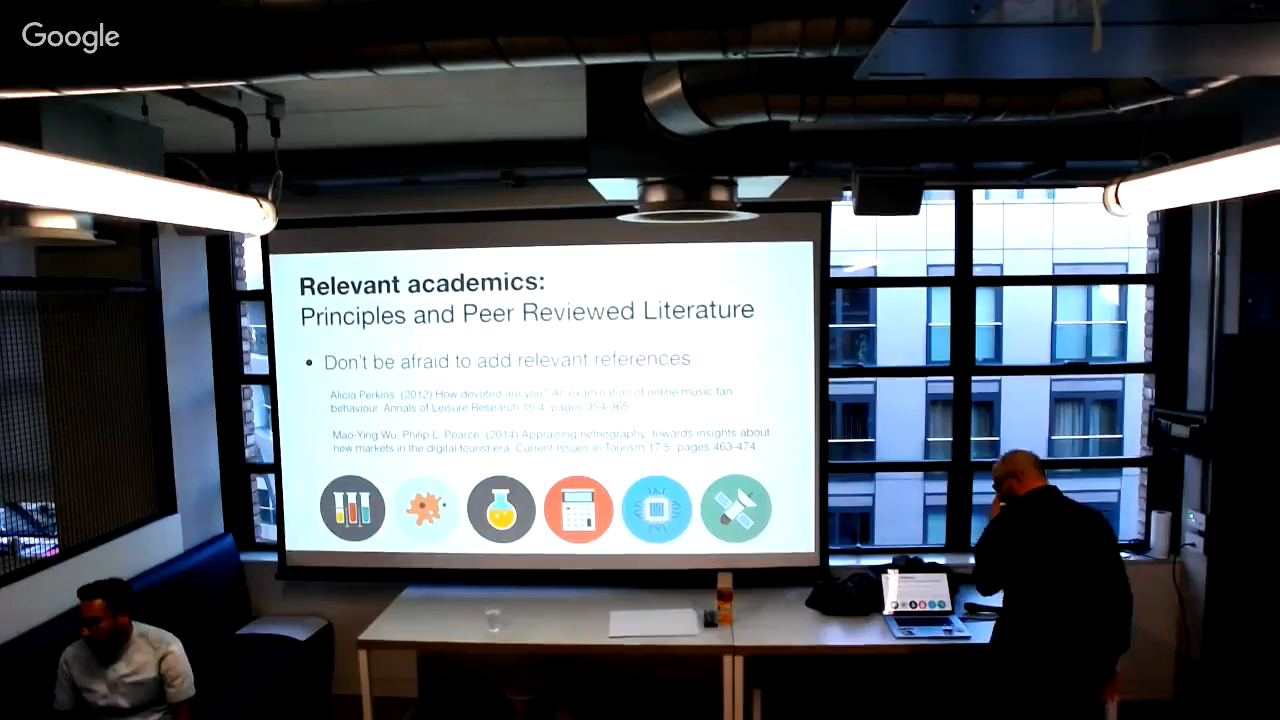 Google
Relevant academics:
Principles and Peer Reviewed Literature
• Don't be afraid to add relevant references
Alicia Perkins. (2012) How devoted are you? An examination of online music fan
behaviour. Annals of Leisure Research 15:4, pages 354-365.
Mao-Ying Wu, Philip L. Pearce. (2014) Appraising netnography: towards insights about
new markets in the digital tourist era. Current Issues in Tourism 17:5, pages 463-474.